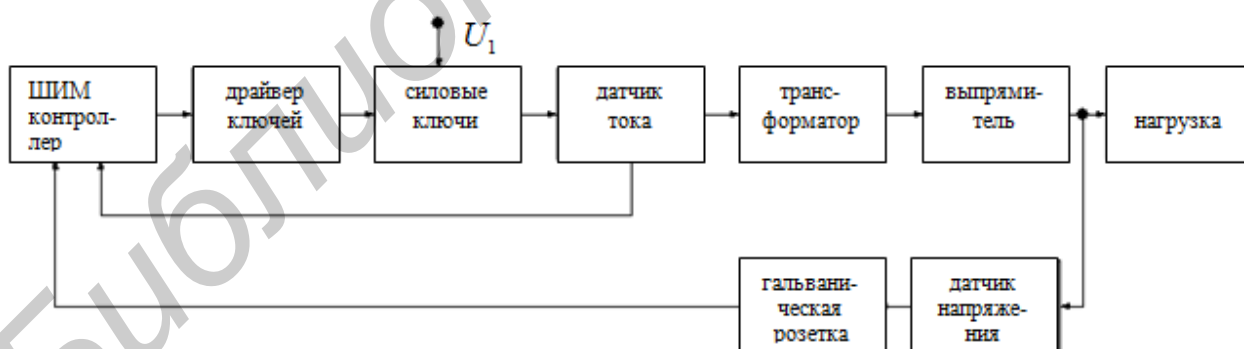 U₁
ШИМ
контрол-
лер
драйвер
ключей
силовые
ключи
датчик
тока
транс-
форматор
выпрями-
тель
нагрузка
гальвани-
ческая
розетка
датчик
напряже-
ния